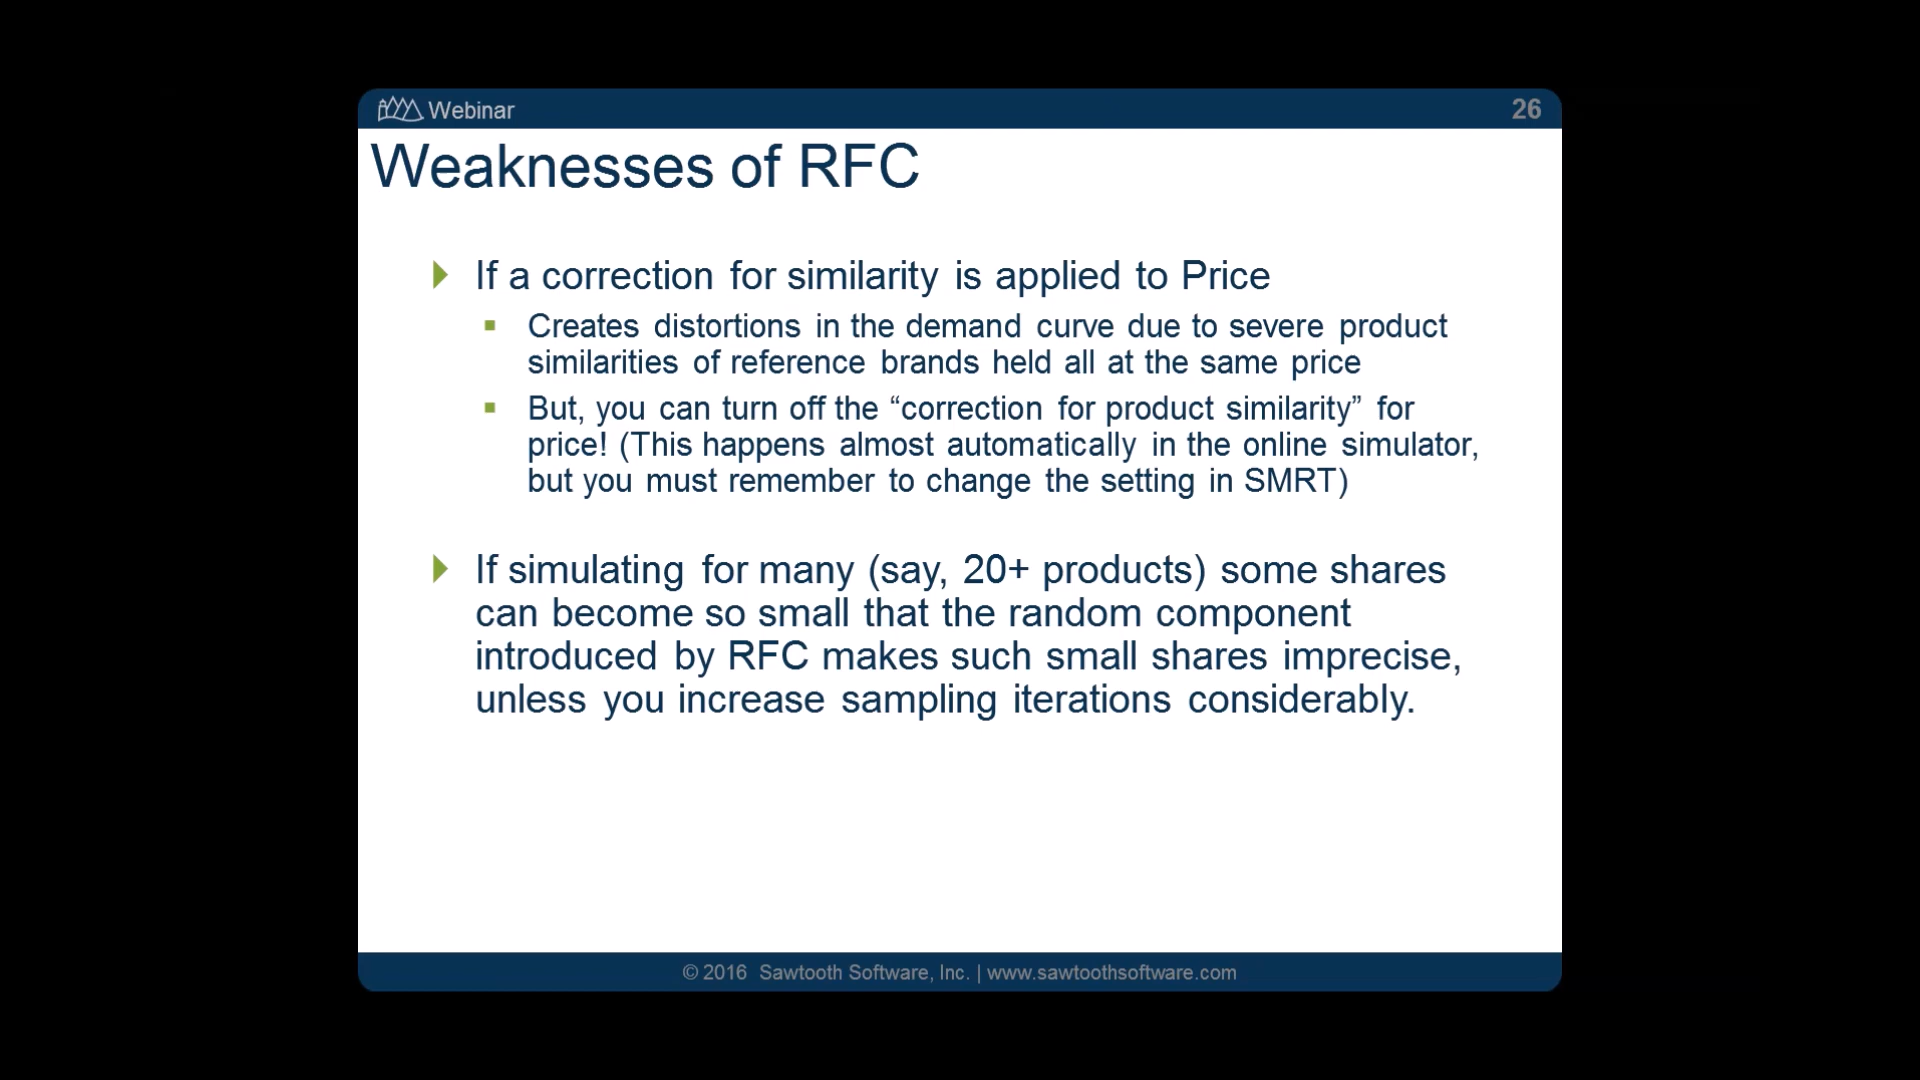 Webinar
26
Weaknesses of RFC
If a correction for similarity is applied to Price
Creates distortions in the demand curve due to severe product
similarities of reference brands held all at the same price
But, you can turn off the “correction for product similarity” for
price! (This happens almost automatically in the online simulator,
but you must remember to change the setting in SMRT)
If simulating for many (say, 20+ products) some shares
can become so small that the random component
introduced by RFC makes such small shares imprecise,
unless you increase sampling iterations considerably.
© 2016 Sawtooth Software, Inc. | www.sawtoothsoftware.com